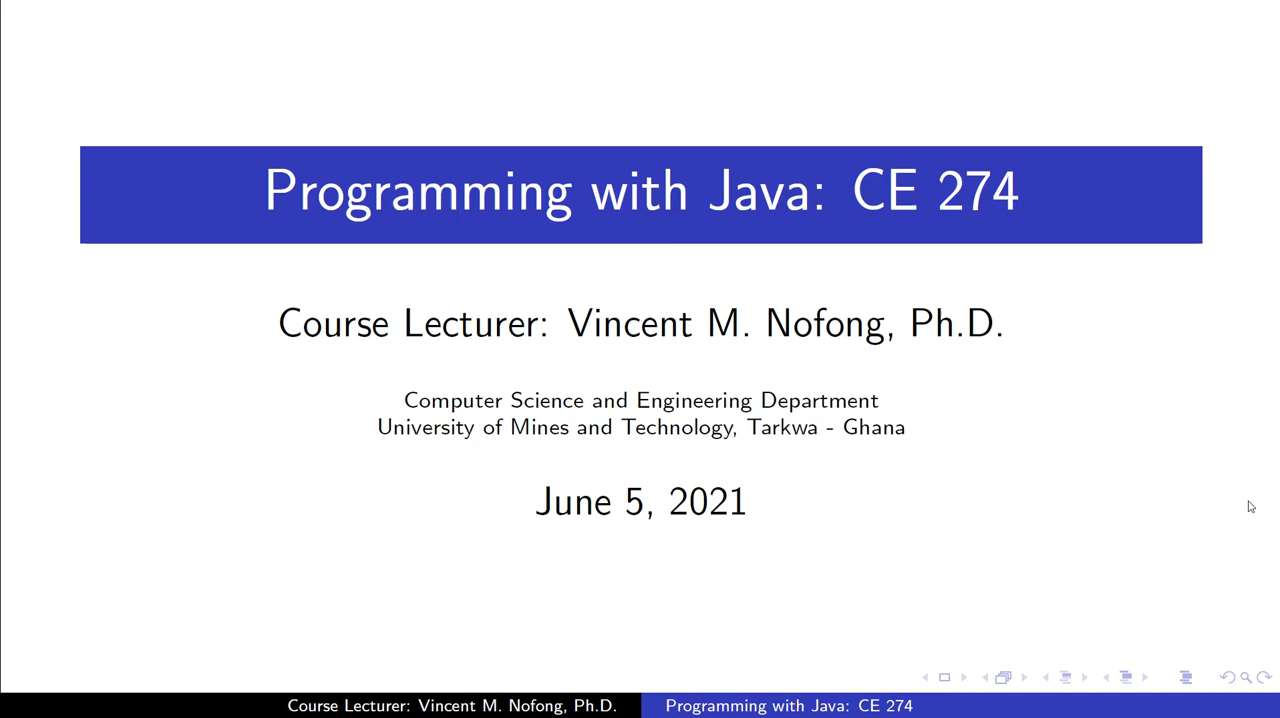 Programming with Java: CE 274
Course Lecturer: Vincent M. Nofong, Ph.D.
Computer Science and Engineering Department
University of Mines and Technology, Tarkwa - Ghana
June 5, 2021
Course Lecturer: Vincent M. Nofong, Ph.D.
Programming with Java: CE 274